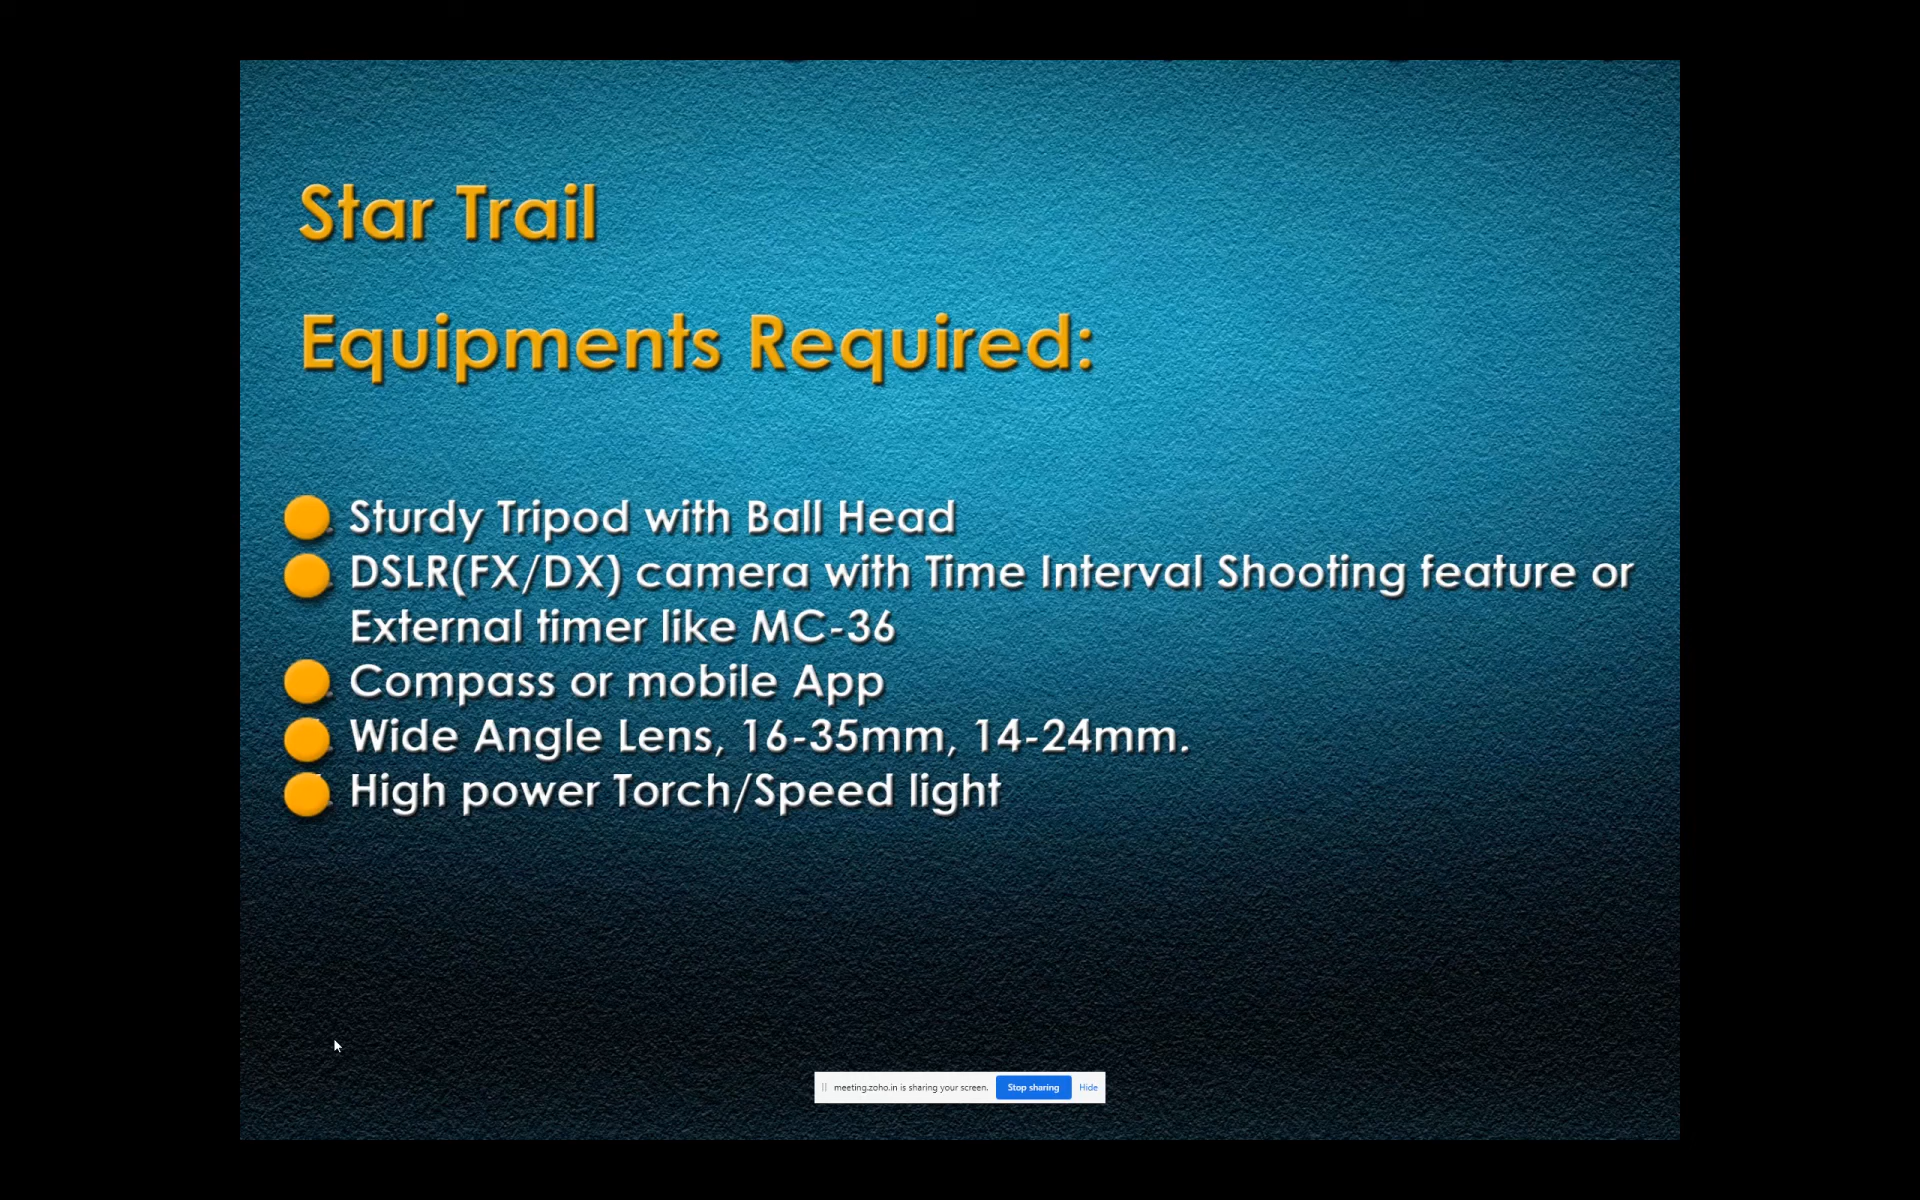 Star Trail
Equipments Required:
Sturdy Tripod with Ball Head
DSLR(FX/DX) camera with Time Interval Shooting feature or
External timer like MC-36
Compass or mobile App
Wide Angle Lens, 16-35mm, 14-24mm.
High power Torch/Speed light
meeting.zoho.in is sharing your screen. Stop sharing Hide